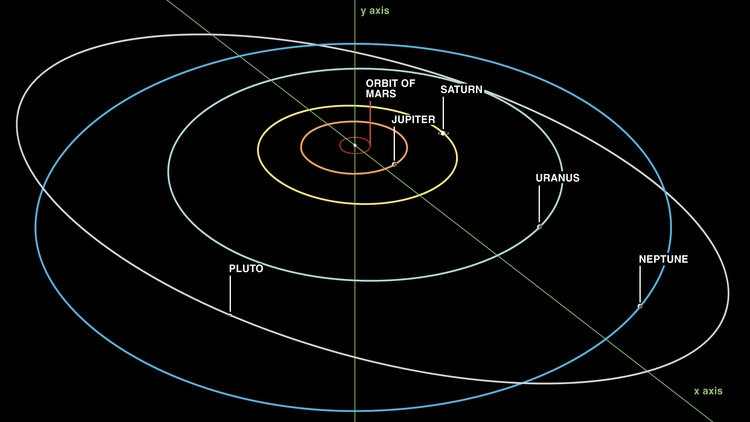 y axis
ORBIT OF
MARS
SATURN
JUPITER
URANUS
NEPTUNE
PLUTO
x axis